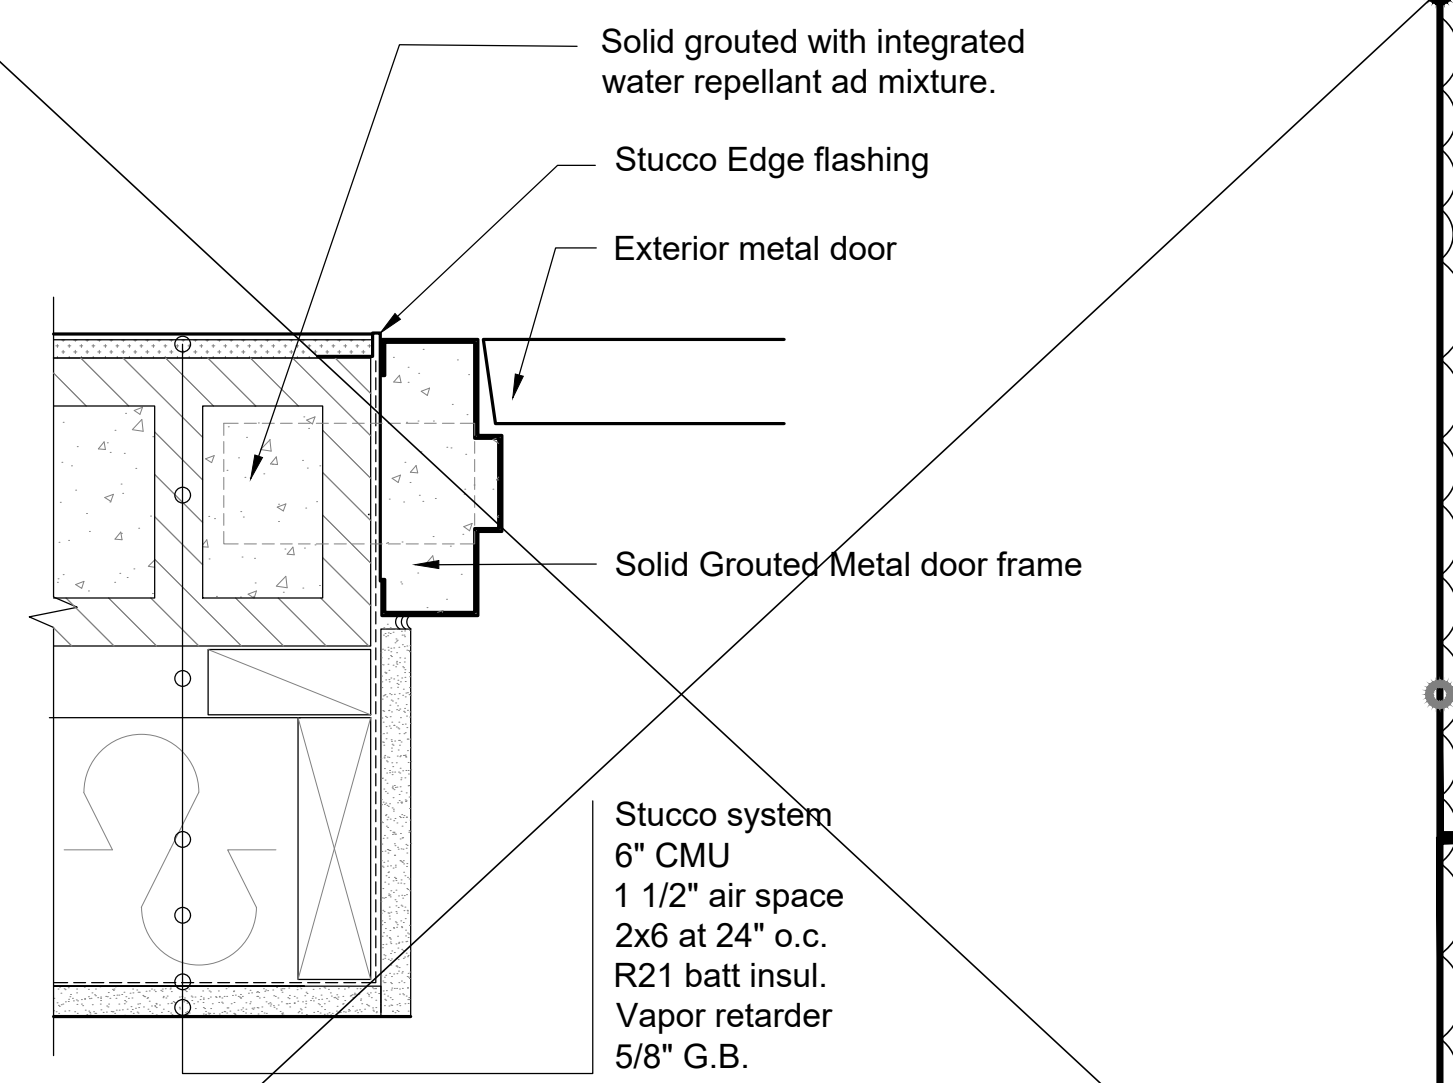 Solid grouted with integrated
water repellant ad mixture.
Stucco Edge flashing
Exterior metal door
Solid Grouted Metal door frame
Stucco system
6" CMU
1 1/2" air space
2x6 at 24" o.c.
R21 batt insul.
Vapor retarder
5/8" G.B.